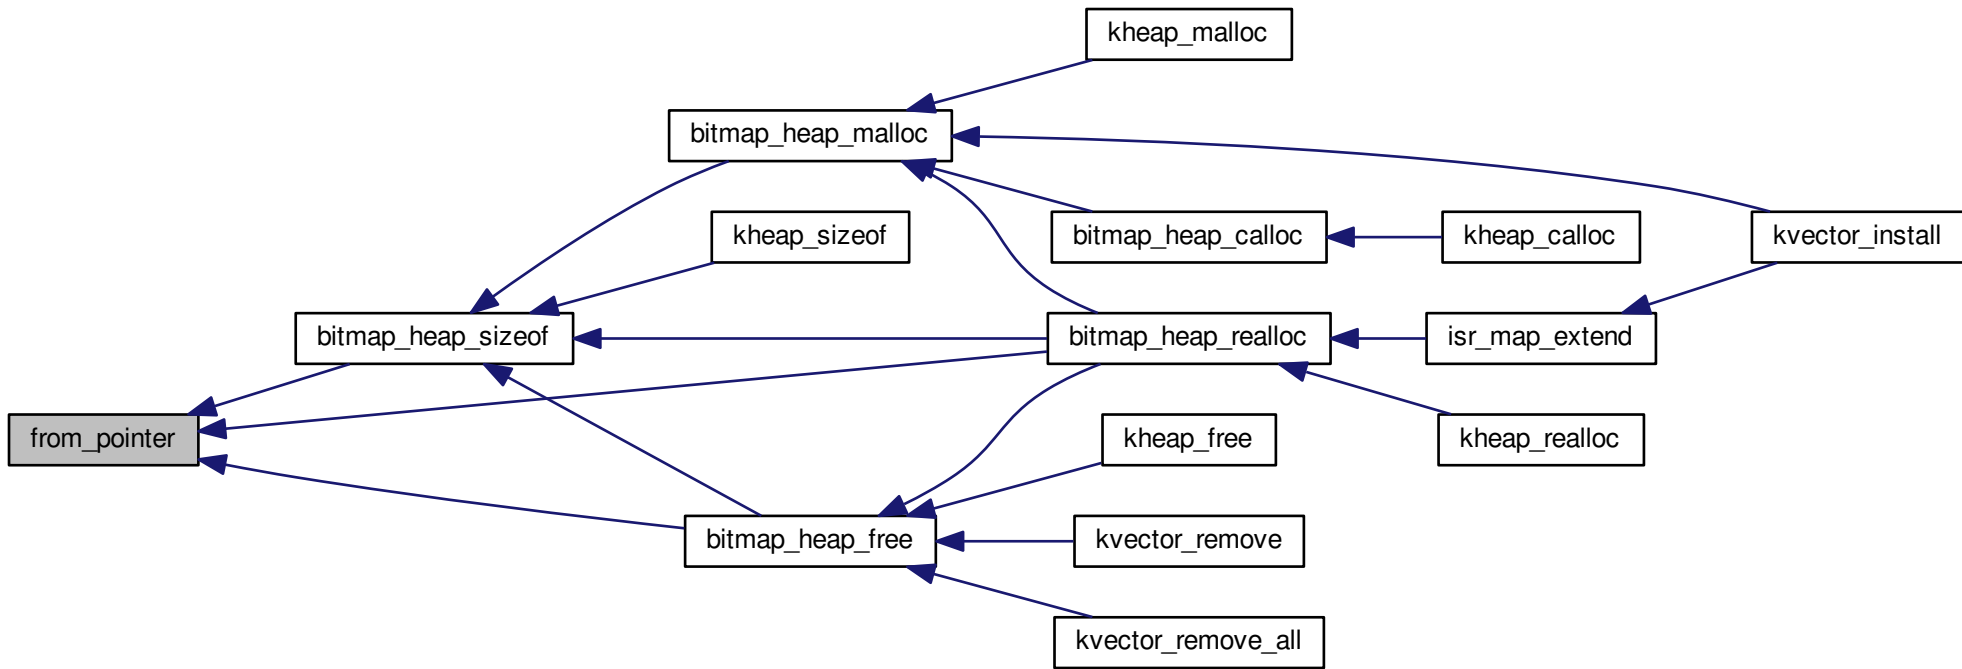 kheap_malloc
bitmap_heap_malloc
kheap_sizeof
bitmap_heap_calloc
kheap_calloc
kvector_install
bitmap_heap_sizeof
bitmap_heap_realloc
isr_map_extend
from_pointer
kheap_free
kheap_realloc
bitmap_heap_free
kvector_remove
kvector_remove_all